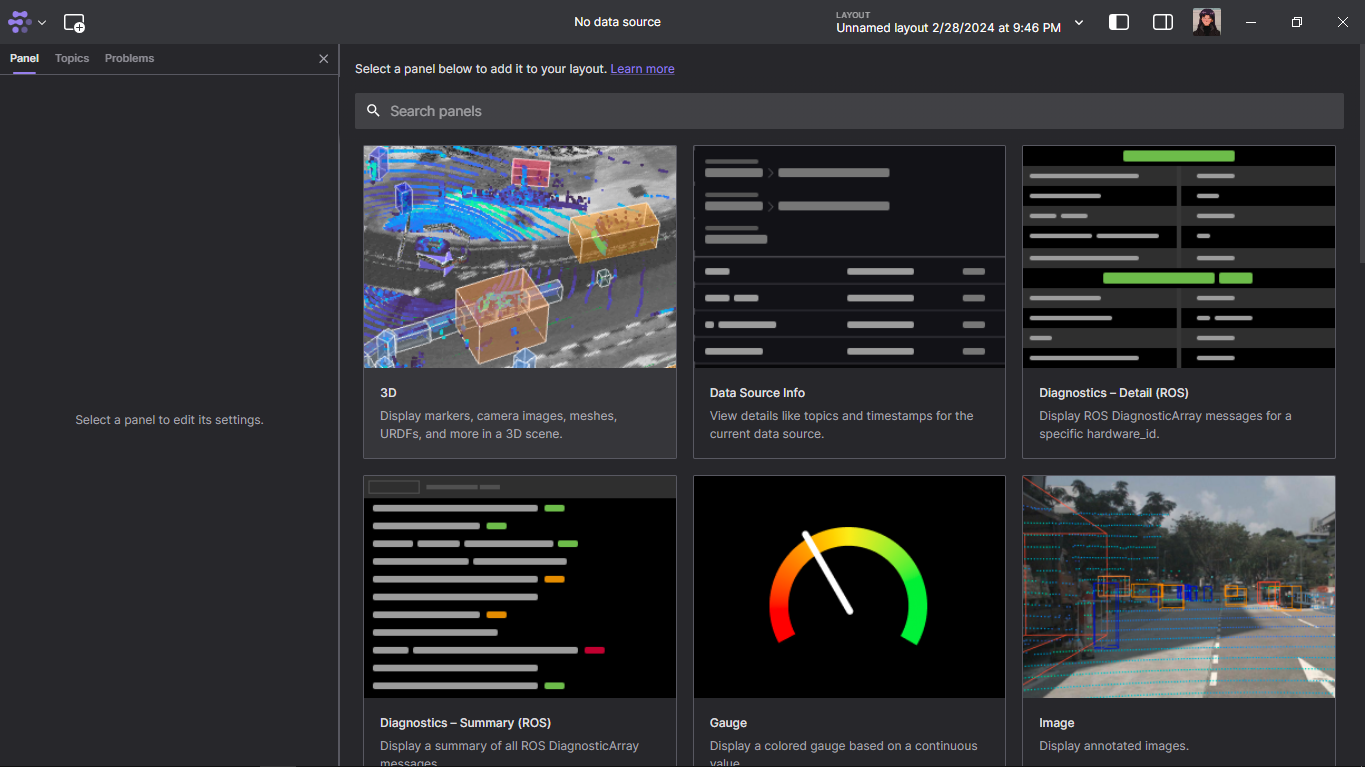 No data source
LAYOUT
Unnamed layout 2/28/2024 at 9:46 PM
Panel
Topics
Problems
Select a panel to edit its settings.
Select a panel below to add it to your layout. Learn more
Search panels
3D
Display markers, camera images, meshes,
URDFs, and more in a 3D scene.
Data Source Info
View details like topics and timestamps for the
current data source.
Diagnostics – Detail (ROS)
Display ROS DiagnosticArray messages for a
specific hardware_id.
Diagnostics – Summary (ROS)
Display a summary of all ROS DiagnosticArray
messages.
Gauge
Display a colored gauge based on a continuous
value.
Image
Display annotated images.